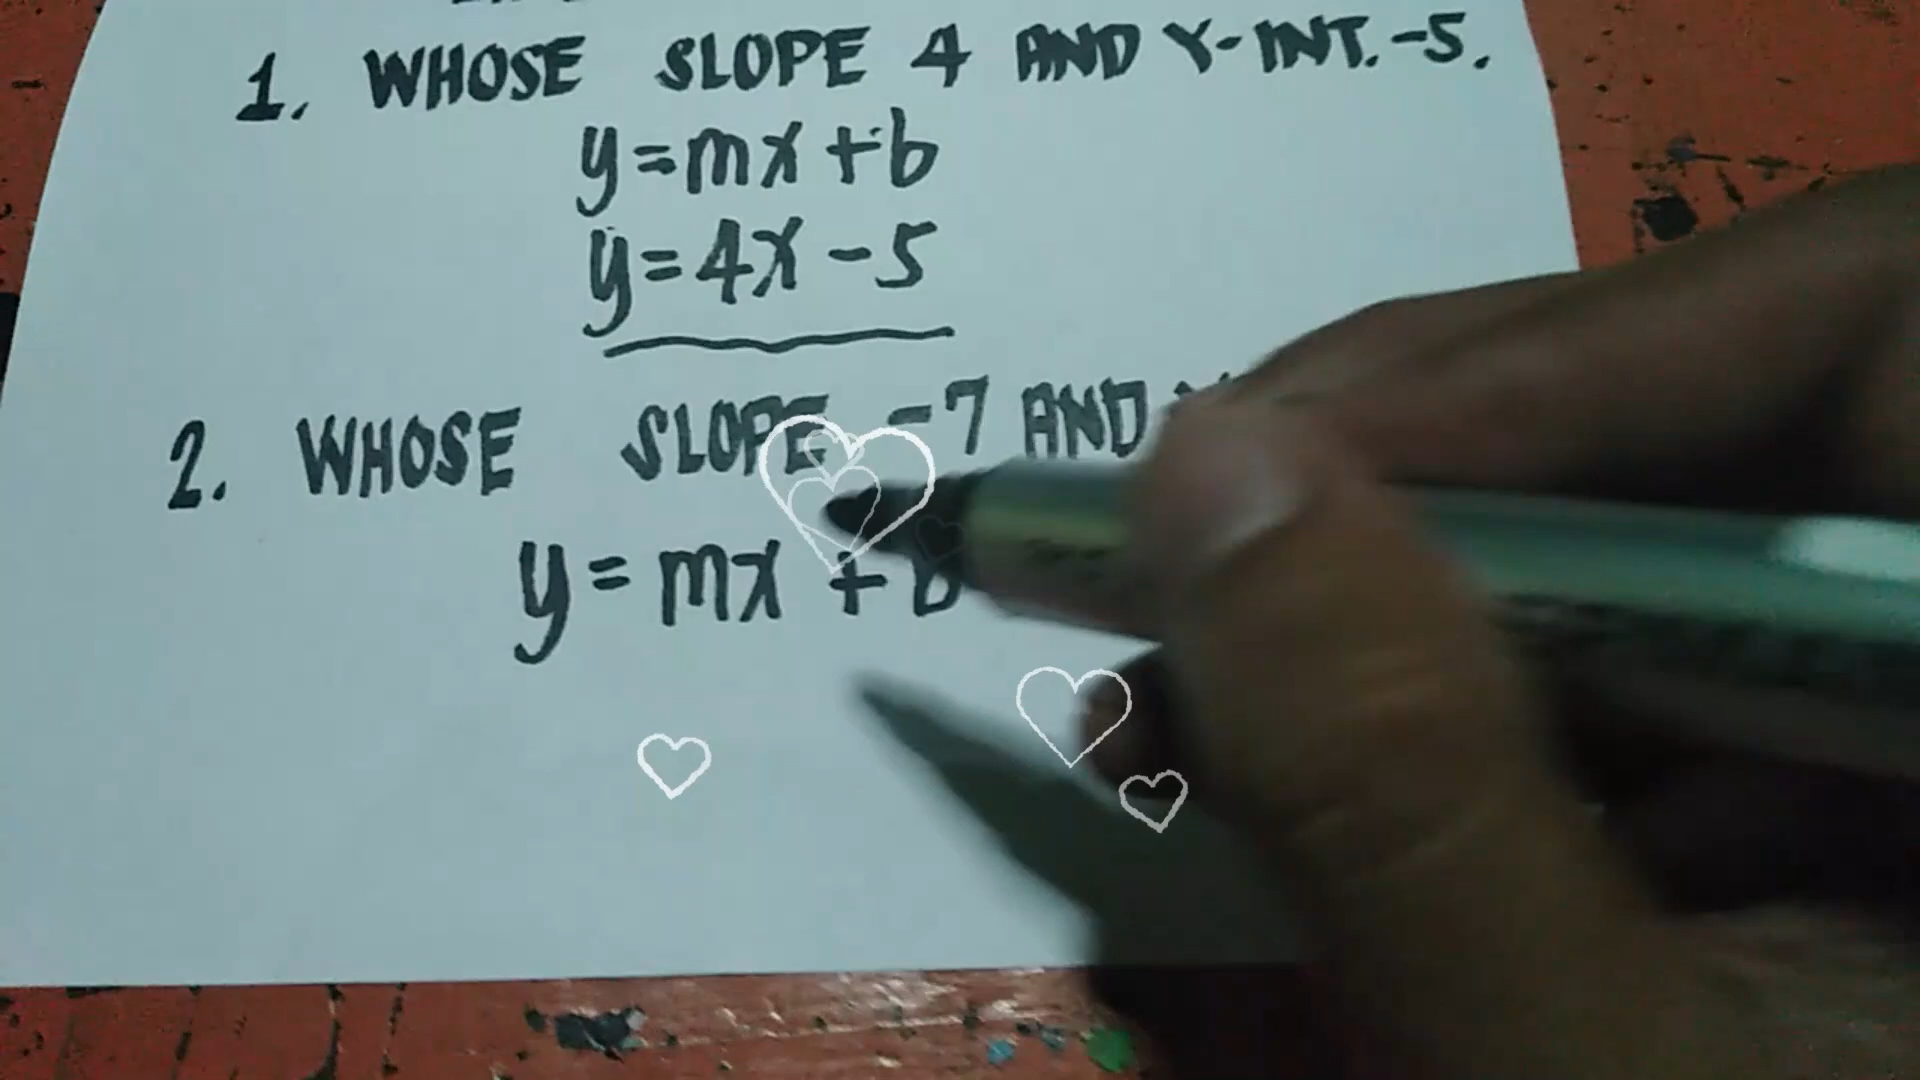 1. WHOSE SLOPE 4 AND Y-INT. -5.
y=mx+b
y=4x-5
2. WHOSE SLOPE -7 AND
y=mx+b